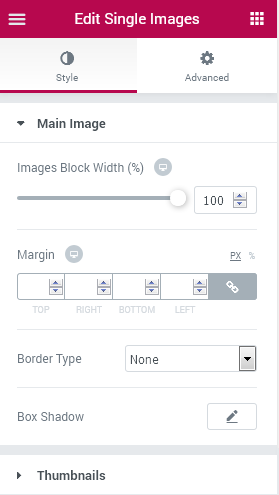 Edit Single Images
Style
Advanced
Main Image
Images Block Width (%)
100
Margin
PX %
TOP RIGHT BOTTOM LEFT
Border Type
None
Box Shadow
Thumbnails